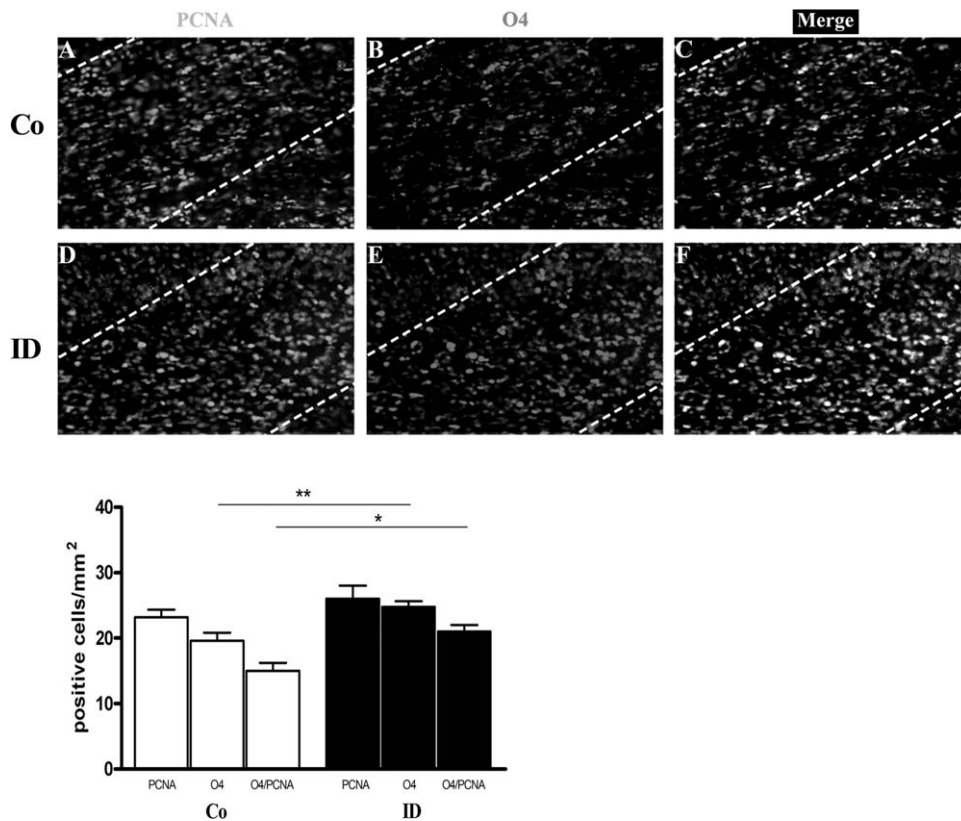 PCNA O4 Merge
A B C
Co
D E F
ID
** 
*
40
30
20
10
0
positive cells/mm²
PCNA O4 O4/PCNA PCNA O4 O4/PCNA
Co ID